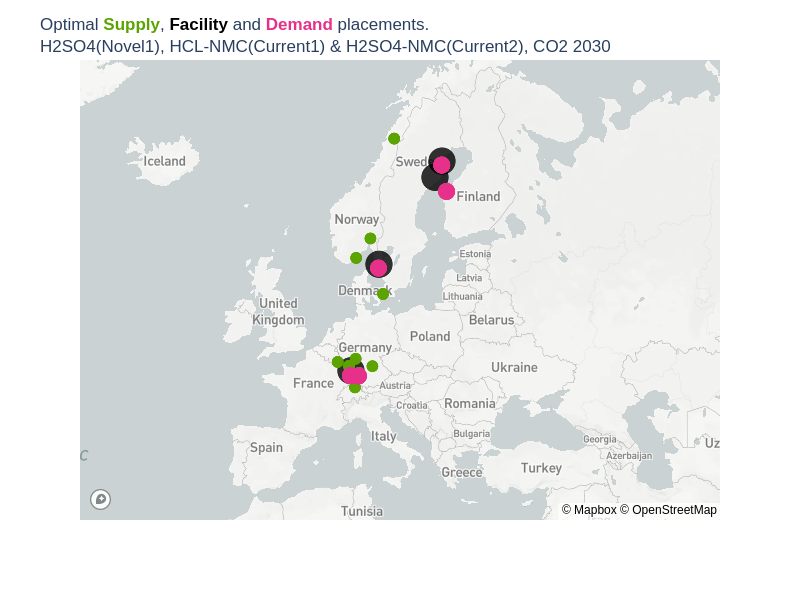 Optimal Supply, Facility and Demand placements.
H2SO4(Novel1), HCL-NMC(Current1) & H2SO4-NMC(Current2), CO2 2030
Iceland
Swed
Finland
Norway
Estonia
Latvia
Denmark
Lithuania
United
Kingdom
Belarus
Poland
Germany
Ukraine
France
Austria
Croatia
Romania
Italy
Bulgaria
Georgia
Uz
Spain
Azerbaijan
C
Greece
Turkey
Tunisia
© Mapbox © OpenStreetMap